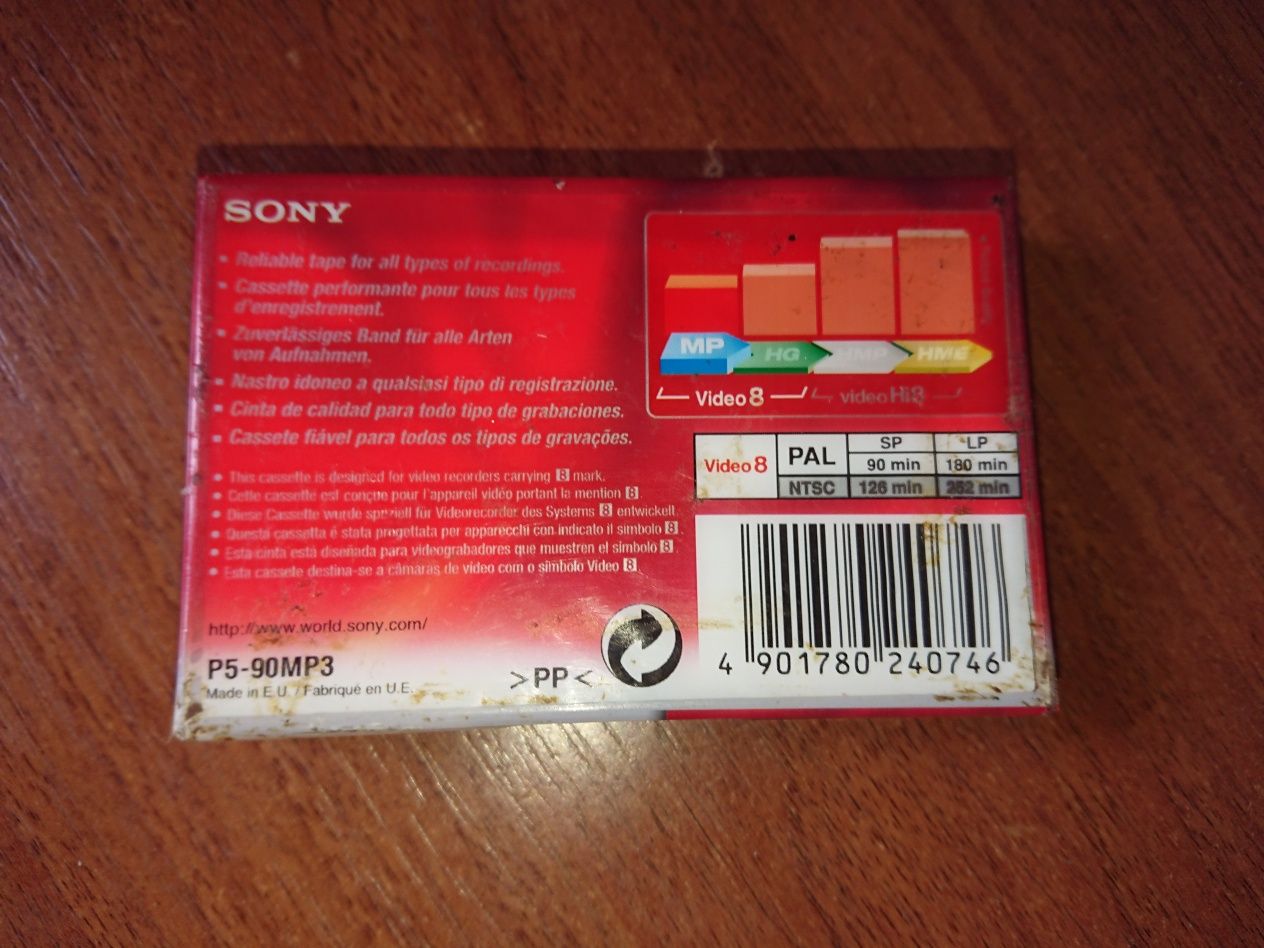 SONY
• Reliable tape for all types of recordings.
• Cassette performante pour tous les types
d'enregistrement.
• Zuverlässiges Band für alle Arten
von Aufnahmen.
• Nastro idoneo a qualsiasi tipo di registrazione.
• Cinta de calidad para todo tipo de grabaciones.
• Cassete fiável para todos os tipos de gravações.
• This cassette is designed for video recorders carrying 8 mark.
• Cette cassette est conçue pour l'appareil vidéo portant la mention 8.
• Diese Cassette wurde speziell für Videorecorder des Systems 8 entwickelt.
• Questa cassetta é stata progettata per apparecchi con indicato il simbolo 8.
• Esta cinta está diseñada para videograbadores que muestren el simbolo 8.
• Esta cassete destina-se a câmaras de vídeo com o símbolo Vídeo 8.
http://www.world.sony.com/
P5-90MP3
Made in E.U. / Fabriqué en U.E.
>PP<
MP HG HMP HME
Video 8 video Hi8
Video 8 PAL SP LP
90 min 180 min
NTSC 126 min 252 min
4 901780 240746